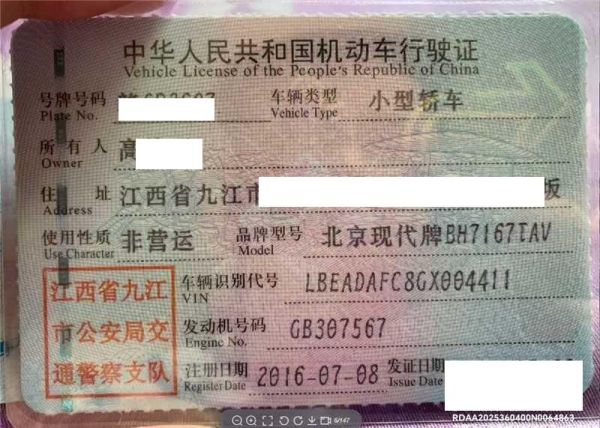 中华人民共和国机动车行驶证
Vehicle License of the People's Republic of China
号牌号码 车辆类型 小型轿车
Plate No. Vehicle Type
所有人 高
Owner
住址 江西省九江市
Address
使用性质 非营运 品牌型号 北京现代牌BH7167IAV
Use Character Model
江西省九江
市公安局交
通警察支队
车辆识别代号 LBEADAFC8GX004411
VIN
发动机号码 GB307567
Engine No.
注册日期 2016-07-08 发证日期
Register Date Issue Date
6/147
RDAA2025360400N0064863